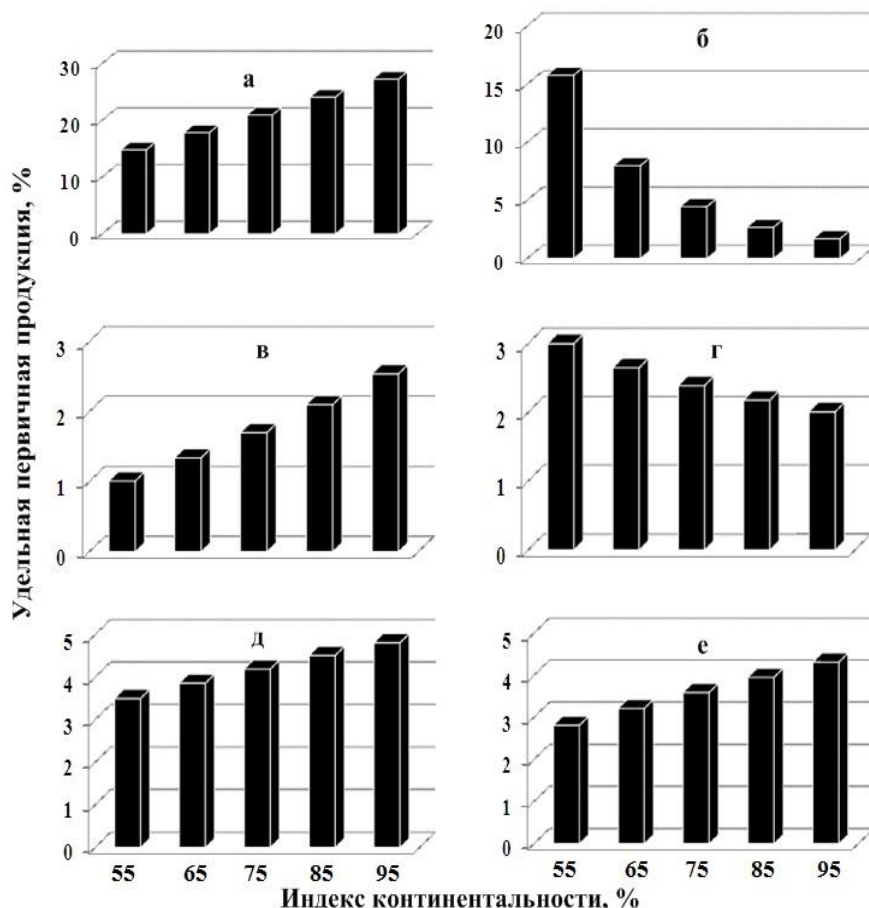 Удельная первичная продукция, %
а
30
20
10
0
б
20
15
10
5
0
в
3
2
1
0
г
3
2
1
0
д
5
4
3
2
1
0
55 65 75 85 95
е
5
4
3
2
1
0
55 65 75 85 95
Индекс континентальности, %